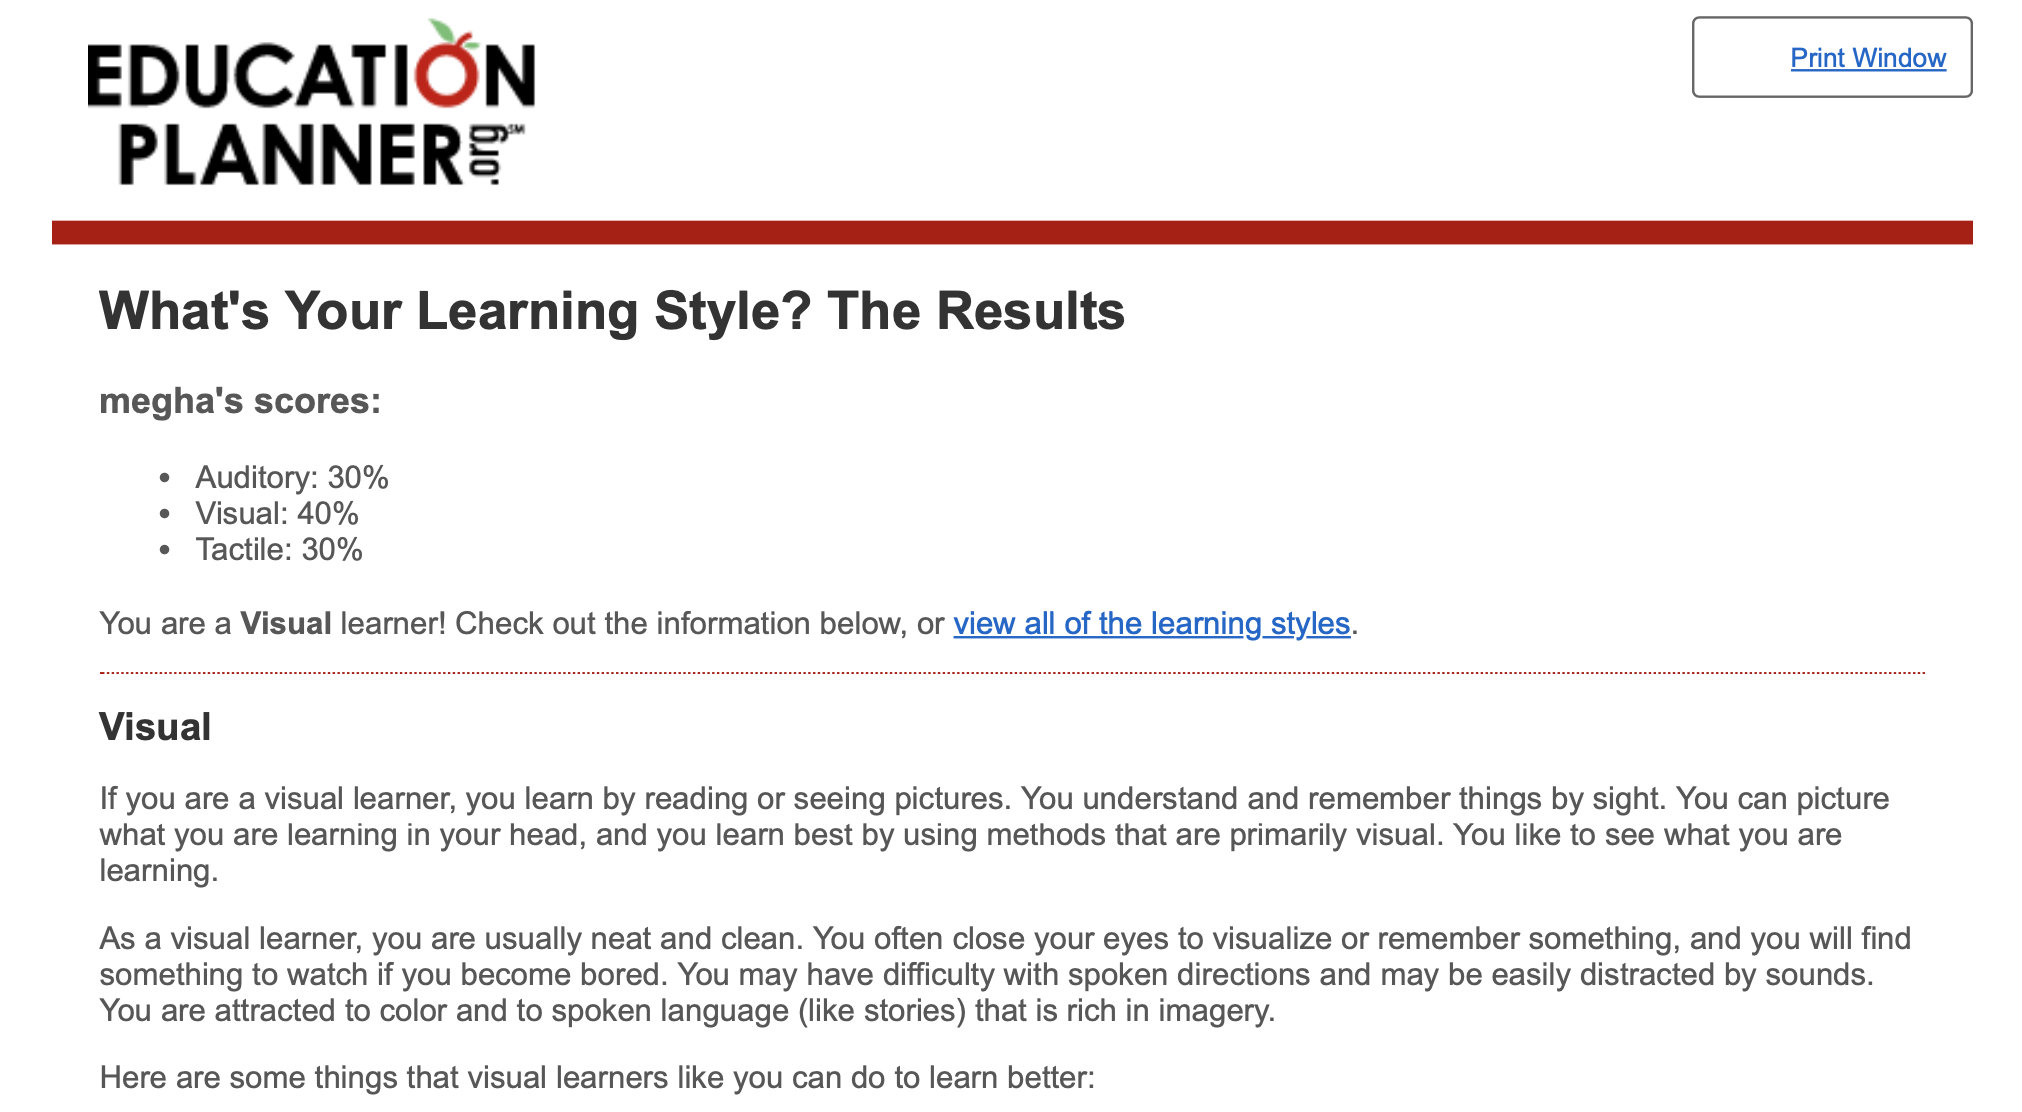 EDUCATION
PLANNER.org℠
Print Window
What's Your Learning Style? The Results
megha's scores:
• Auditory: 30%
• Visual: 40%
• Tactile: 30%
You are a Visual learner! Check out the information below, or view all of the learning styles.
Visual
If you are a visual learner, you learn by reading or seeing pictures. You understand and remember things by sight. You can picture
what you are learning in your head, and you learn best by using methods that are primarily visual. You like to see what you are
learning.
As a visual learner, you are usually neat and clean. You often close your eyes to visualize or remember something, and you will find
something to watch if you become bored. You may have difficulty with spoken directions and may be easily distracted by sounds.
You are attracted to color and to spoken language (like stories) that is rich in imagery.
Here are some things that visual learners like you can do to learn better: